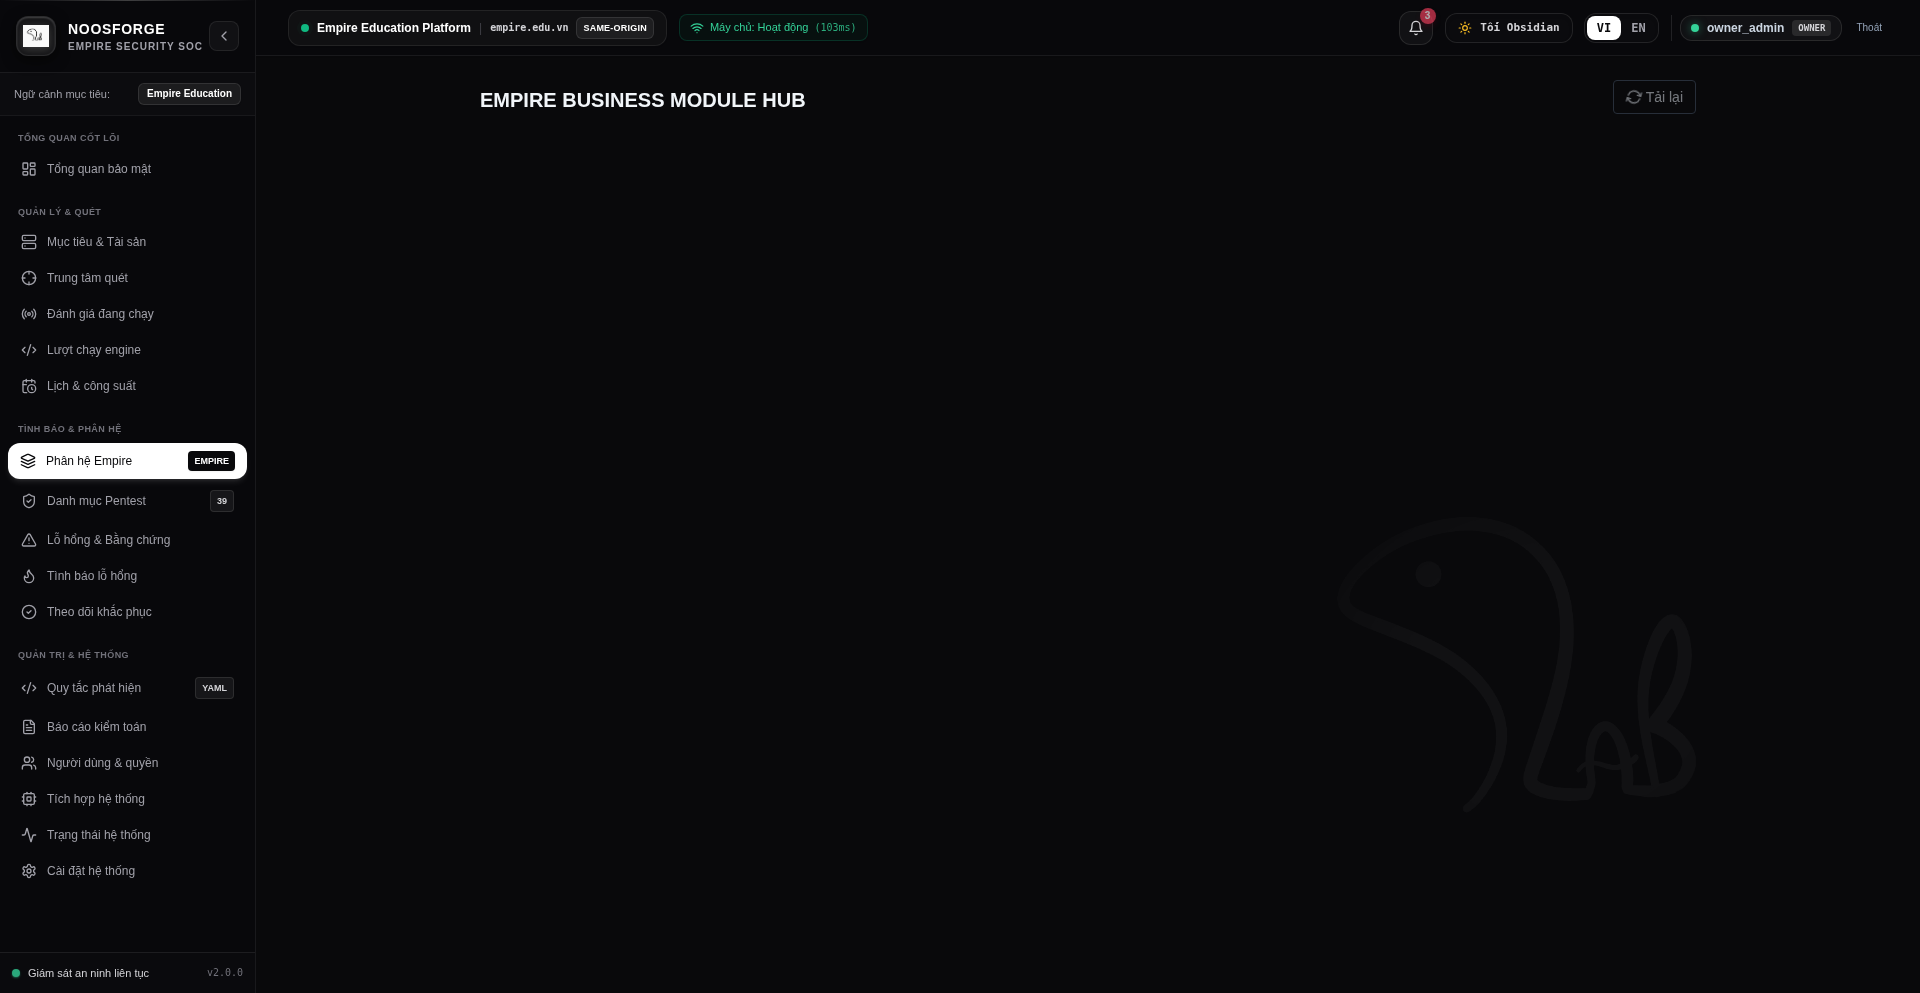 NOOSFORGE
EMPIRE SECURITY SOC
Ngữ cảnh mục tiêu: Empire Education
TỔNG QUAN CỐT LÕI
Tổng quan bảo mật
QUẢN LÝ & QUÉT
Mục tiêu & Tài sản
Trung tâm quét
Đánh giá đang chạy
Lượt chạy engine
Lịch & công suất
TÌNH BÁO & PHÂN HỆ
Phân hệ Empire EMPIRE
Danh mục Pentest 39
Lỗ hổng & Bằng chứng
Tình báo lỗ hổng
Theo dõi khắc phục
QUẢN TRỊ & HỆ THỐNG
Quy tắc phát hiện YAML
Báo cáo kiểm toán
Người dùng & quyền
Tích hợp hệ thống
Trạng thái hệ thống
Cài đặt hệ thống
Giám sát an ninh liên tục v2.0.0
Empire Education Platform | empire.edu.vn SAME-ORIGIN Máy chủ: Hoạt động (103ms) 3 Tối Obsidian VI EN owner_admin OWNER Thoát
EMPIRE BUSINESS MODULE HUB Tải lại